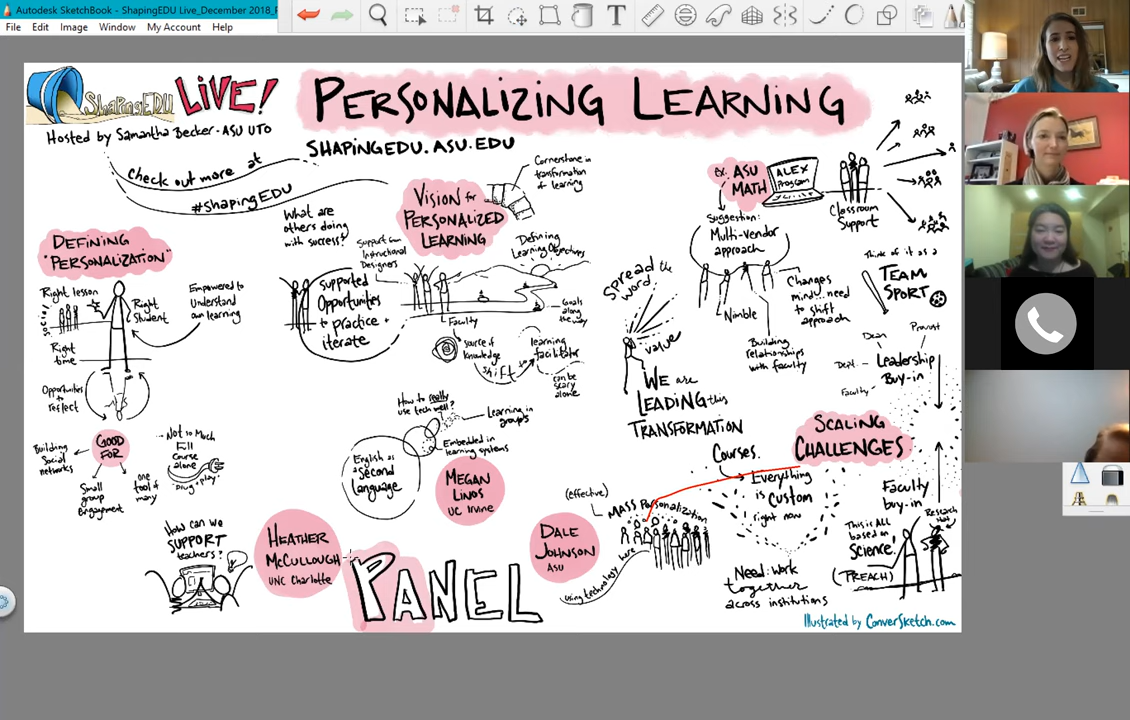 Autodesk SketchBook - ShapingEDU Live_December 2018_
File Edit Image Window My Account Help
ShapingEDU LiVE!
Hosted by Samantha Becker - ASU UTO
Check out more at
#ShapingEDU
PERSONALIZING LEARNING
SHAPINGEDU.ASU.EDU
DEFINING
"PERSONALIZATION"
Right lesson
Social
Right
Student
Right
time
Empowered to
Understand
own learning
Opportunities
to
reflect
GOOD
FOR
Building
Social
networks
Small
group
Engagement
one
tool of
many
Not so much
Full
Course
alone
Plug + play
What are
others doing
with success?
Support from
Instructional
Designers
VISION for
PERSONALIZED
LEARNING
Cornerstone in
transformation
of learning
Defining
Learning Objectives
Supported
Opportunities
to practice +
iterate
Faculty
Goals
along
the way
Source of
knowledge
shift
learning
facilitator
can be
scary
alone
How to really
use tech well?
Learning in
groups
Embedded in
learning systems
English as
a second
language
MEGAN
LINOS
UC Irvine
How can we
SUPPORT
teachers?
HEATHER
McCULLOUGH
UNC Charlotte
PANEL
DALE
JOHNSON
ASU
(effective)
MASS Personalization
using technology here
ex. ASU
MATH
ALEX
Program
Classroom
Support
Suggestion:
Multi-vendor
approach
Nimble
Changes
mind... need
to shift
approach
Building
relationships
with faculty
Spread the
word!
value
WE are
LEADING this
TRANSFORMATION
Think of it as a
TEAM
SPORT
Dean
Provost
Dept.
Leadership
Buy-in
Faculty
SCALING
CHALLENGES
Courses
Everything
is
Custom
right now
Need: Work
together
across institutions
Faculty
buy-in
This is ALL
based on
Science!
(PREACH)
Illustrated by ConverSketch.com